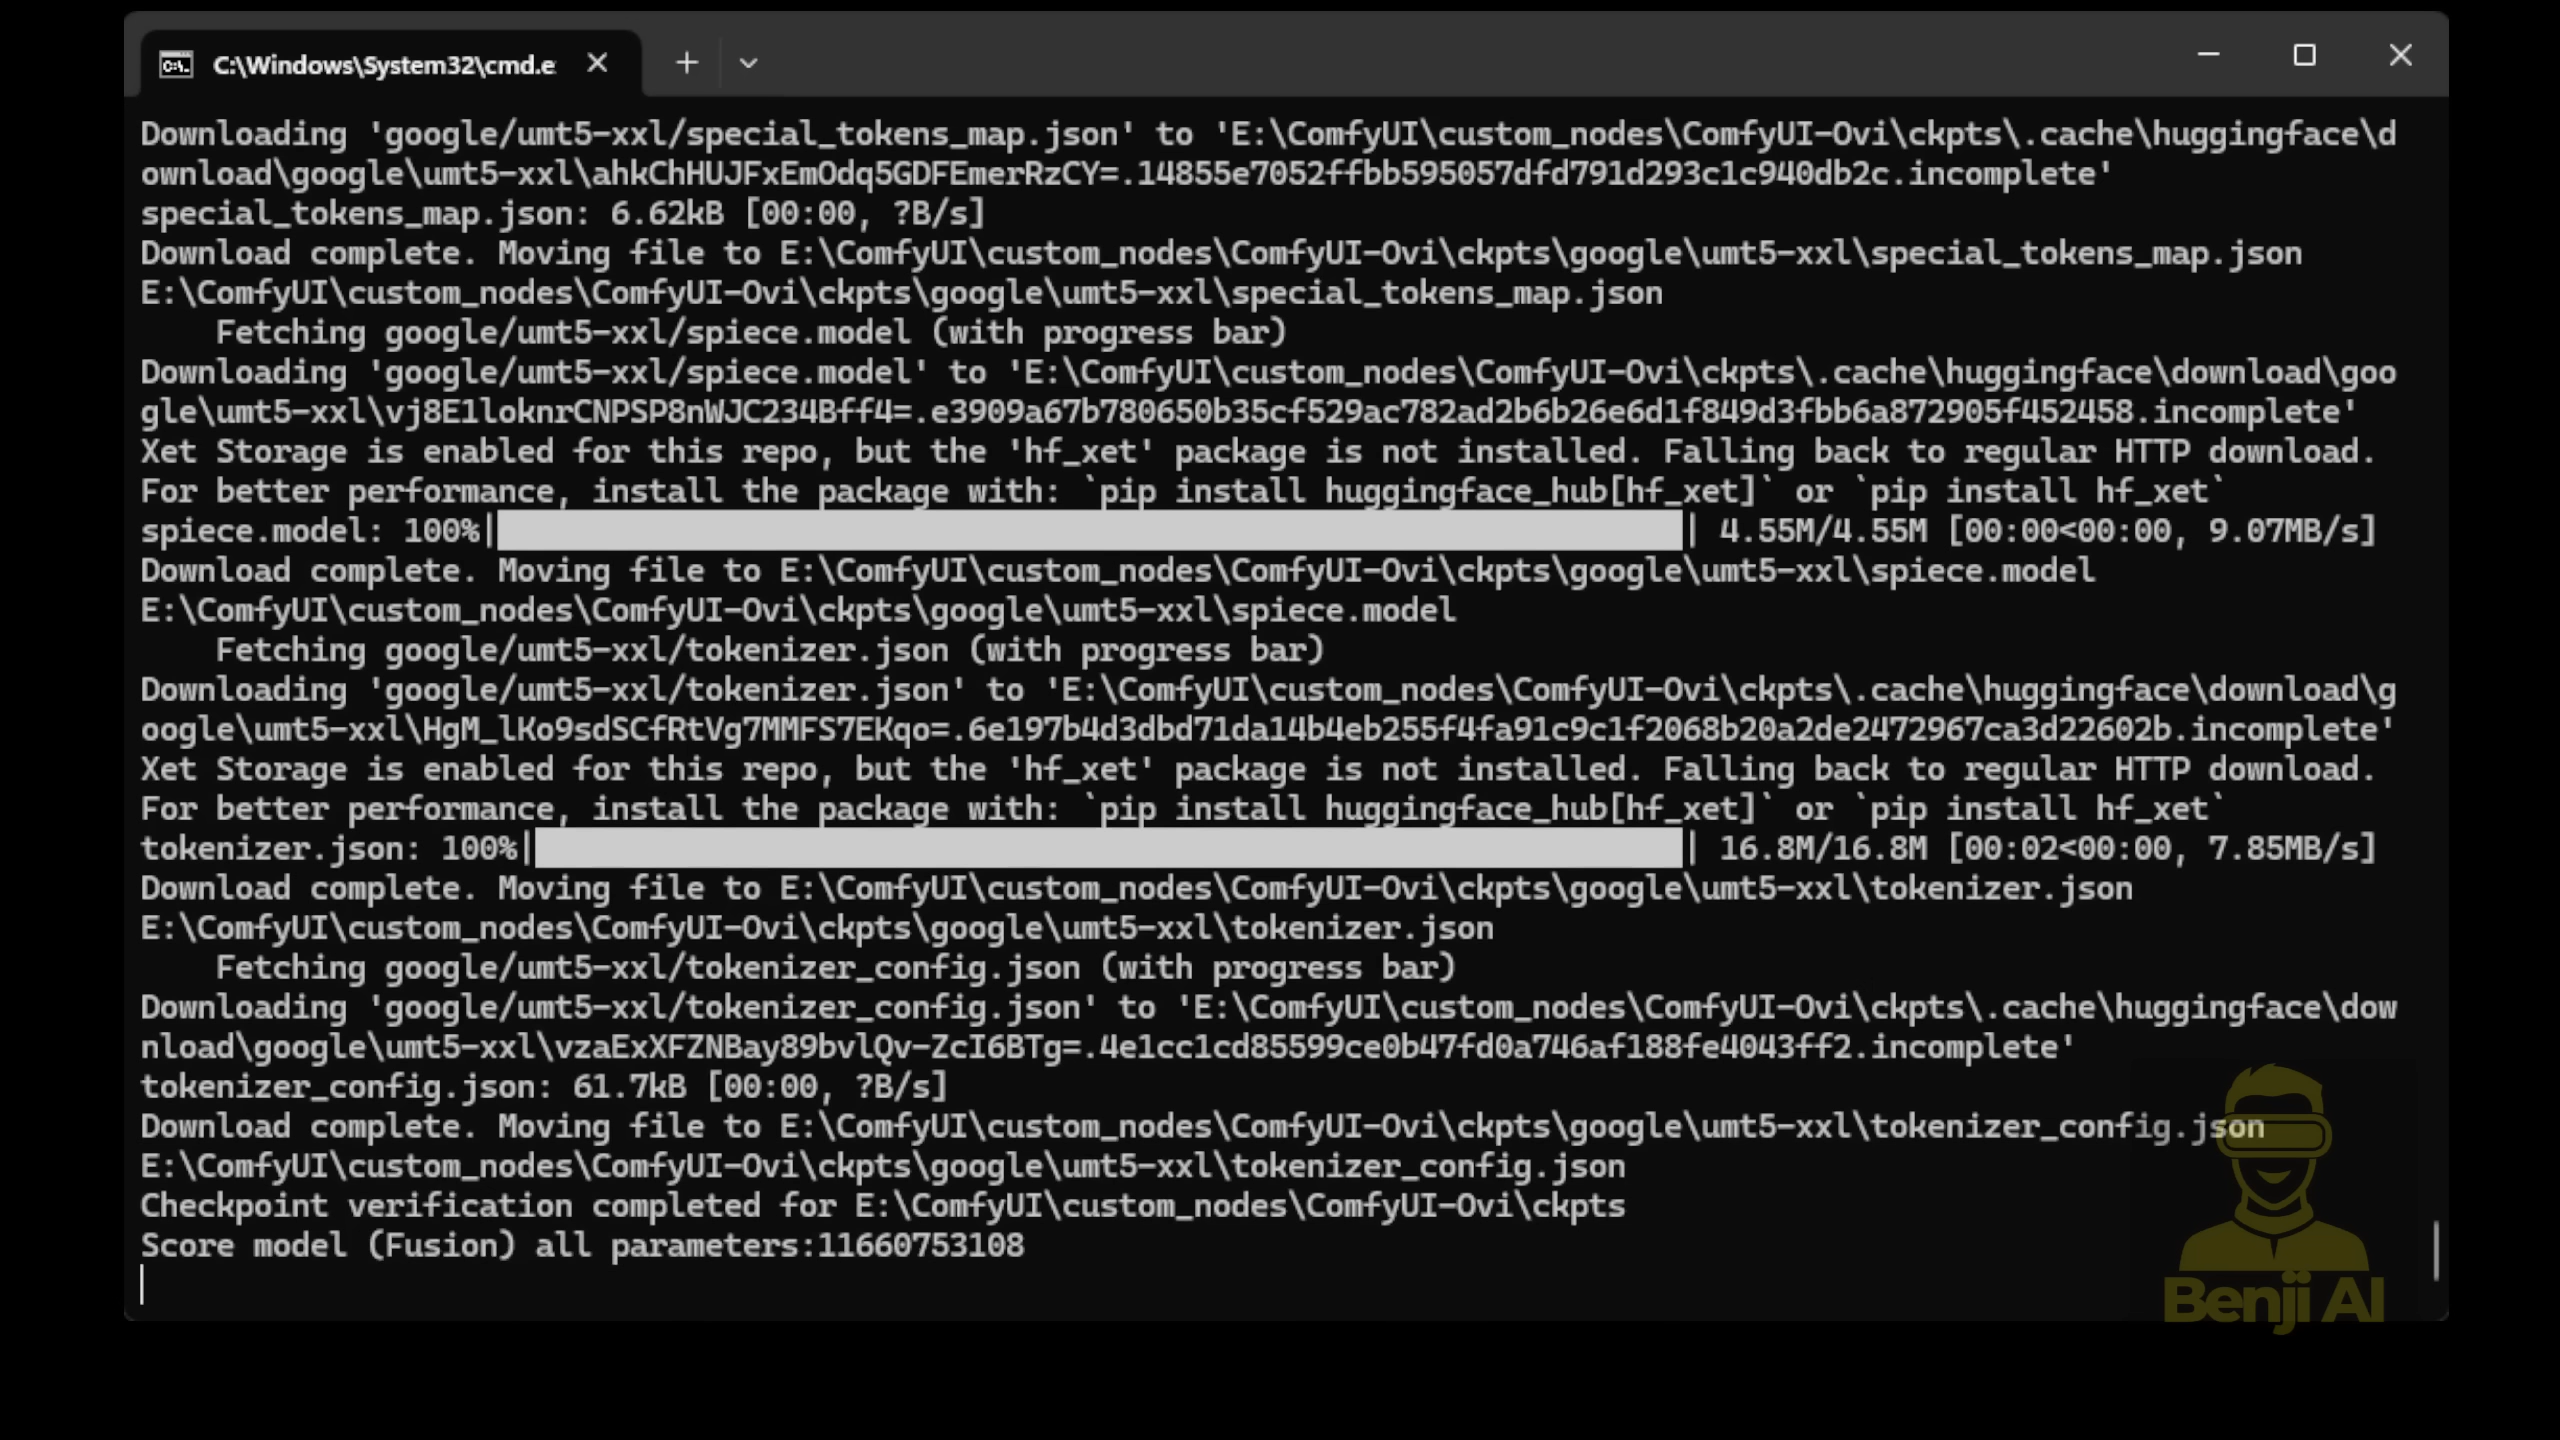 C:\Windows\System32\cmd.e
Downloading 'google/umt5-xxl/special_tokens_map.json' to 'E:\ComfyUI\custom_nodes\ComfyUI-Ovi\ckpts\.cache\huggingface\d
ownload\google\umt5-xxl\ahkChHUJFxEmOdq5GDFEmerRzCY=.14855e7052ffbb595057dfd791d293c1c940db2c.incomplete'
special_tokens_map.json: 6.62kB [00:00, ?B/s]
Download complete. Moving file to E:\ComfyUI\custom_nodes\ComfyUI-Ovi\ckpts\google\umt5-xxl\special_tokens_map.json
E:\ComfyUI\custom_nodes\ComfyUI-Ovi\ckpts\google\umt5-xxl\special_tokens_map.json
Fetching google/umt5-xxl/spiece.model (with progress bar)
Downloading 'google/umt5-xxl/spiece.model' to 'E:\ComfyUI\custom_nodes\ComfyUI-Ovi\ckpts\.cache\huggingface\download\goo
gle\umt5-xxl\vj8E1loknrCNPSP8nWJC234Bff4=.e3909a67b780650b35cf529ac782ad2b6b26e6d1f849d3fbb6a872905f452458.incomplete'
Xet Storage is enabled for this repo, but the 'hf_xet' package is not installed. Falling back to regular HTTP download.
For better performance, install the package with: `pip install huggingface_hub[hf_xet]` or `pip install hf_xet`
spiece.model: 100%| | 4.55M/4.55M [00:00<00:00, 9.07MB/s]
Download complete. Moving file to E:\ComfyUI\custom_nodes\ComfyUI-Ovi\ckpts\google\umt5-xxl\spiece.model
E:\ComfyUI\custom_nodes\ComfyUI-Ovi\ckpts\google\umt5-xxl\spiece.model
Fetching google/umt5-xxl/tokenizer.json (with progress bar)
Downloading 'google/umt5-xxl/tokenizer.json' to 'E:\ComfyUI\custom_nodes\ComfyUI-Ovi\ckpts\.cache\huggingface\download\g
oogle\umt5-xxl\HgM_lKo9sdSCfRtVg7MMFS7EKqo=.6e197b4d3dbd71da14b4eb255f4fa91c9c1f2068b20a2de2472967ca3d22602b.incomplete'
Xet Storage is enabled for this repo, but the 'hf_xet' package is not installed. Falling back to regular HTTP download.
For better performance, install the package with: `pip install huggingface_hub[hf_xet]` or `pip install hf_xet`
tokenizer.json: 100%| | 16.8M/16.8M [00:02<00:00, 7.85MB/s]
Download complete. Moving file to E:\ComfyUI\custom_nodes\ComfyUI-Ovi\ckpts\google\umt5-xxl\tokenizer.json
E:\ComfyUI\custom_nodes\ComfyUI-Ovi\ckpts\google\umt5-xxl\tokenizer.json
Fetching google/umt5-xxl/tokenizer_config.json (with progress bar)
Downloading 'google/umt5-xxl/tokenizer_config.json' to 'E:\ComfyUI\custom_nodes\ComfyUI-Ovi\ckpts\.cache\huggingface\dow
nload\google\umt5-xxl\vzaExXFZNBay89bvlQv-ZcI6BTg=.4e1cc1cd85599ce0b47fd0a746af188fe4043ff2.incomplete'
tokenizer_config.json: 61.7kB [00:00, ?B/s]
Download complete. Moving file to E:\ComfyUI\custom_nodes\ComfyUI-Ovi\ckpts\google\umt5-xxl\tokenizer_config.json
E:\ComfyUI\custom_nodes\ComfyUI-Ovi\ckpts\google\umt5-xxl\tokenizer_config.json
Checkpoint verification completed for E:\ComfyUI\custom_nodes\ComfyUI-Ovi\ckpts
Score model (Fusion) all parameters:11660753108
Benji AI